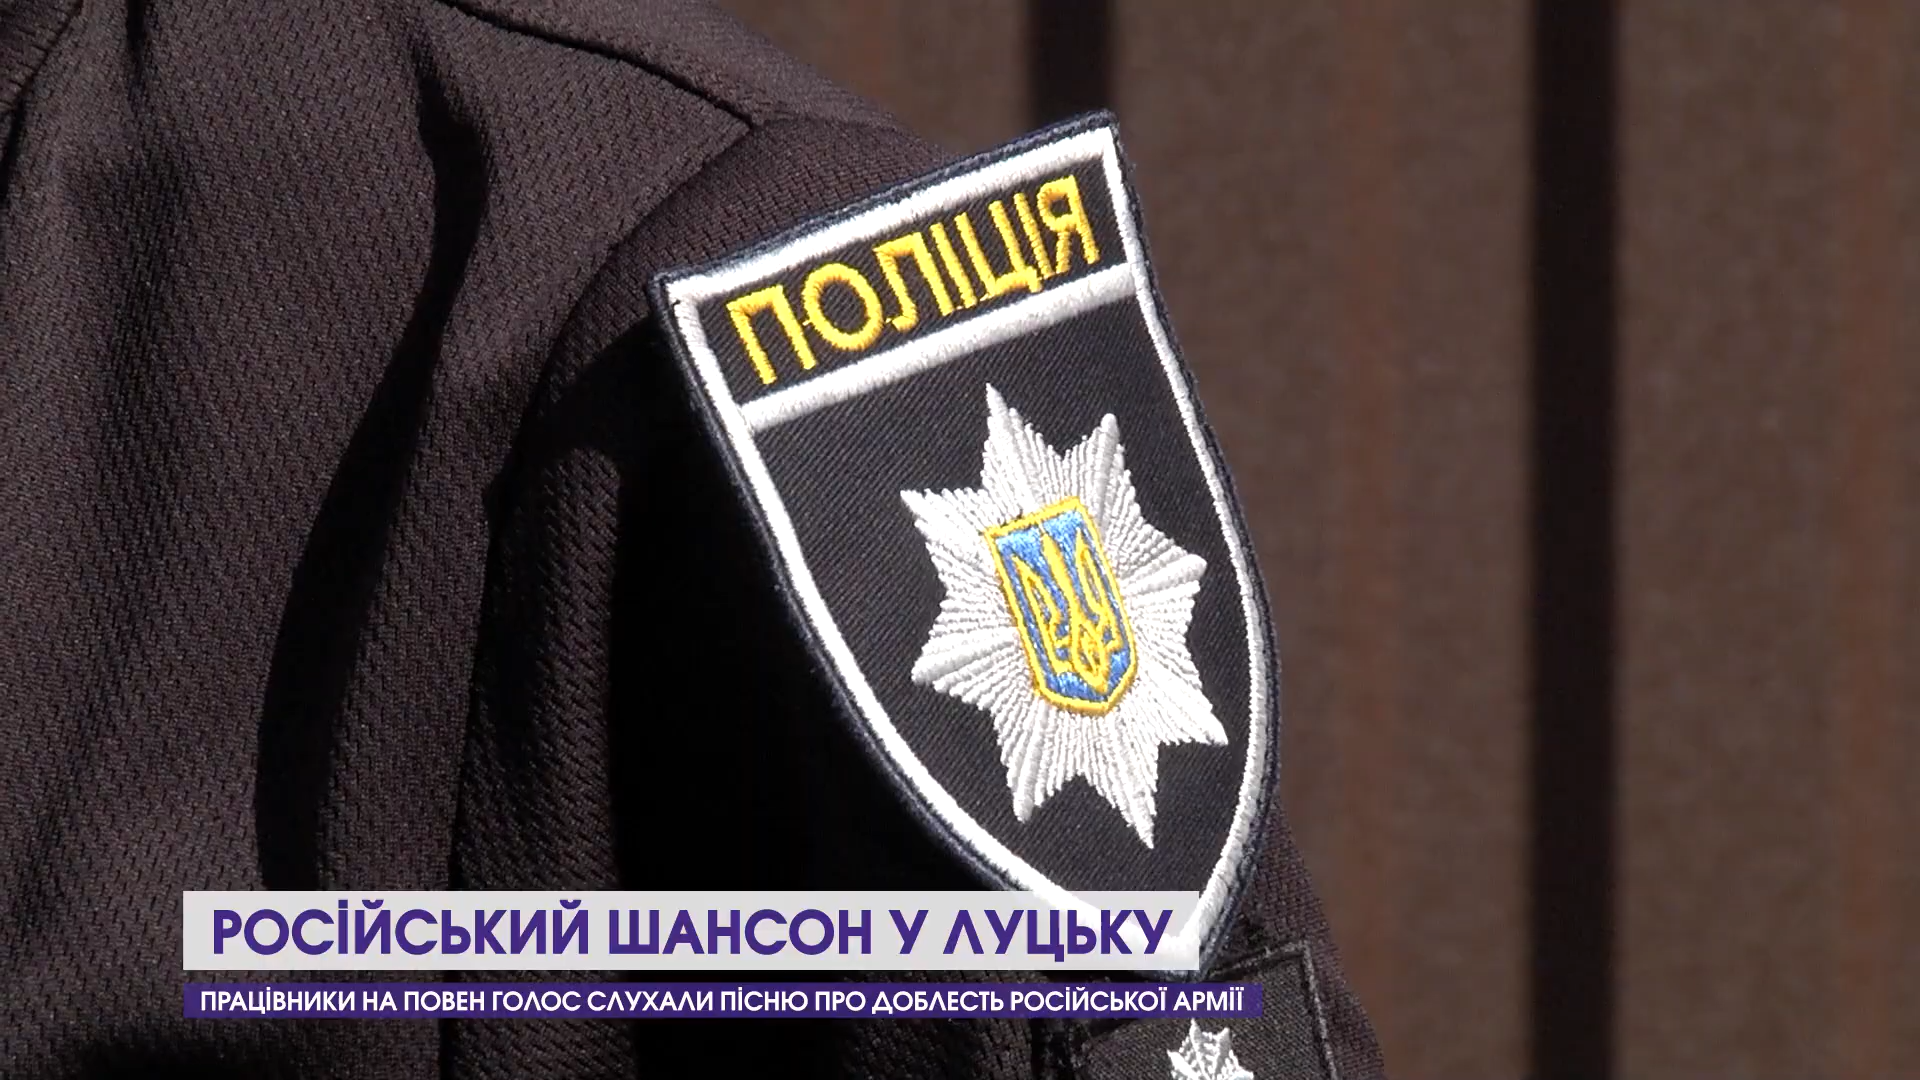 ПОЛІЦІЯ
РОСІЙСЬКИЙ ШАНСОН У ЛУЦЬКУ
ПРАЦІВНИКИ НА ПОВЕН ГОЛОС СЛУХАЛИ ПІСНЮ ПРО ДОБЛЕСТЬ РОСІЙСЬКОЇ АРМІЇ